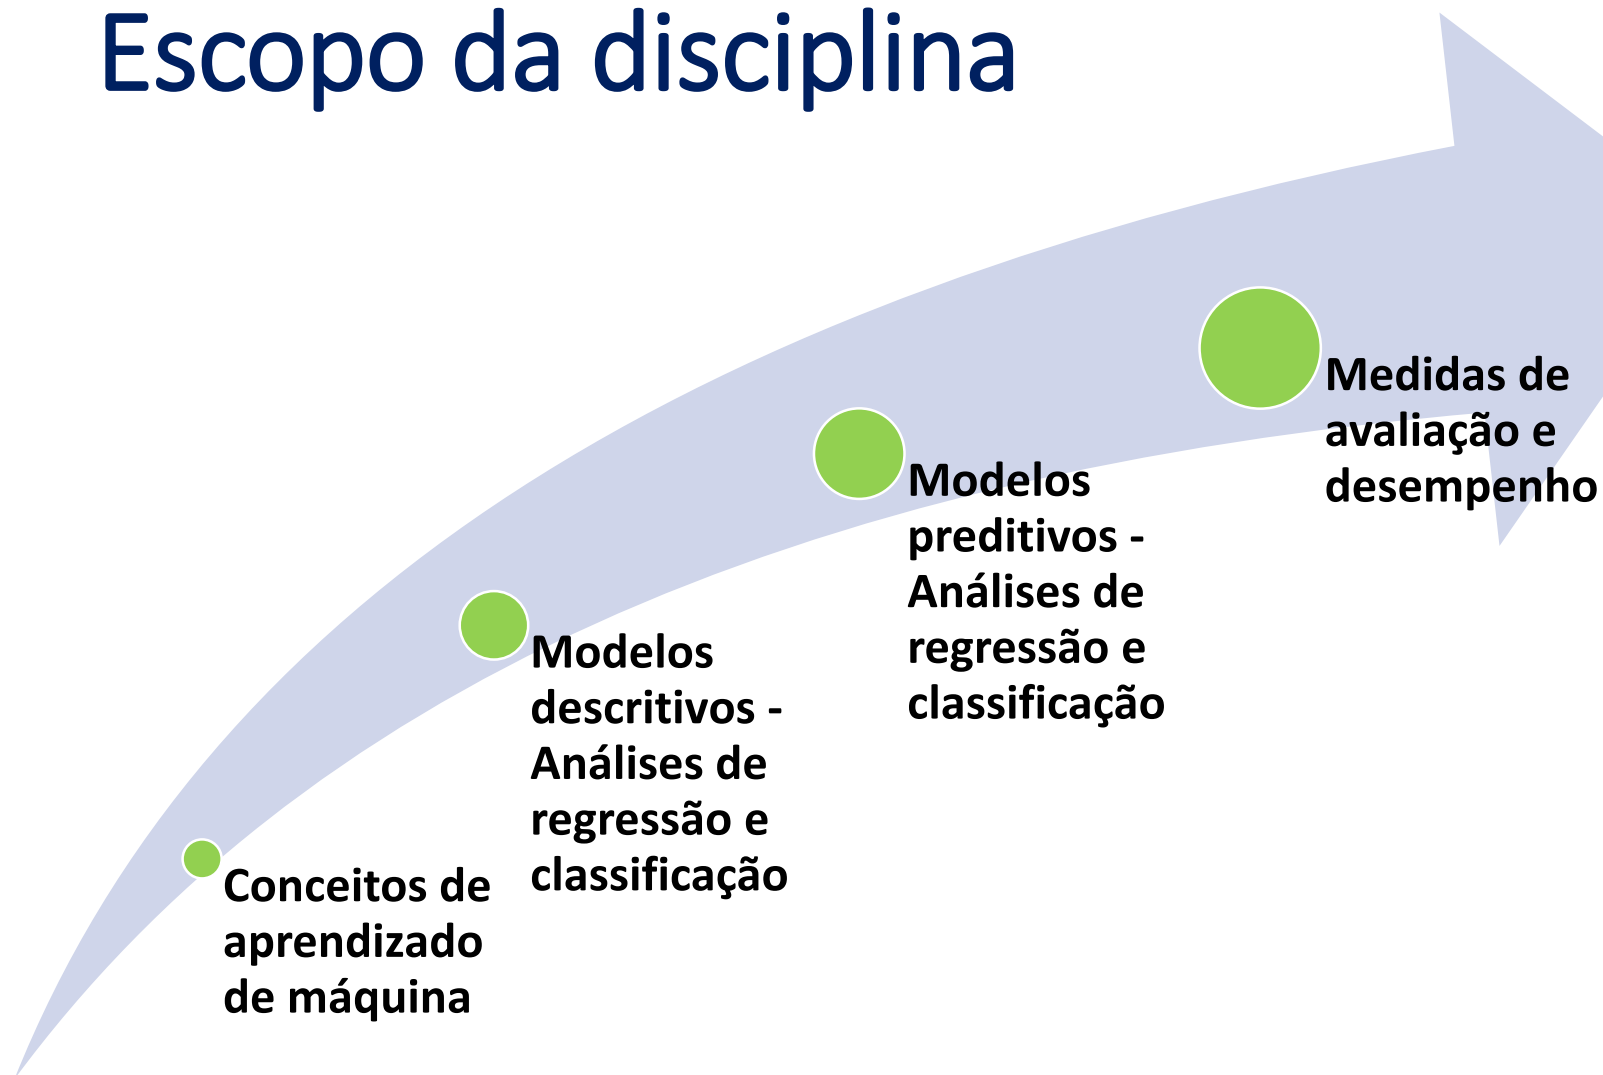 Escopo da disciplina
Conceitos de
aprendizado
de máquina
Modelos
descritivos -
Análises de
regressão e
classificação
Modelos
preditivos -
Análises de
regressão e
classificação
Medidas de
avaliação e
desempenho